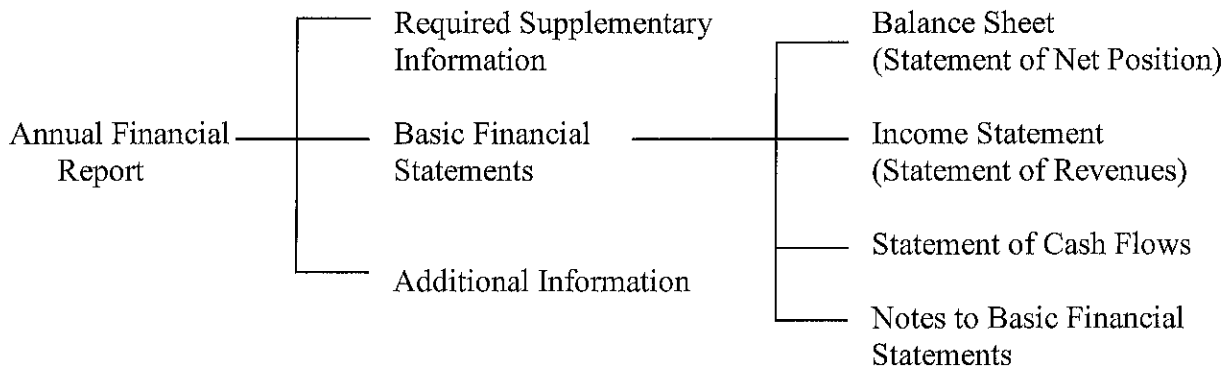 Annual Financial
Report
Required Supplementary
Information
Basic Financial
Statements
Additional Information
Balance Sheet
(Statement of Net Position)
Income Statement
(Statement of Revenues)
Statement of Cash Flows
Notes to Basic Financial
Statements